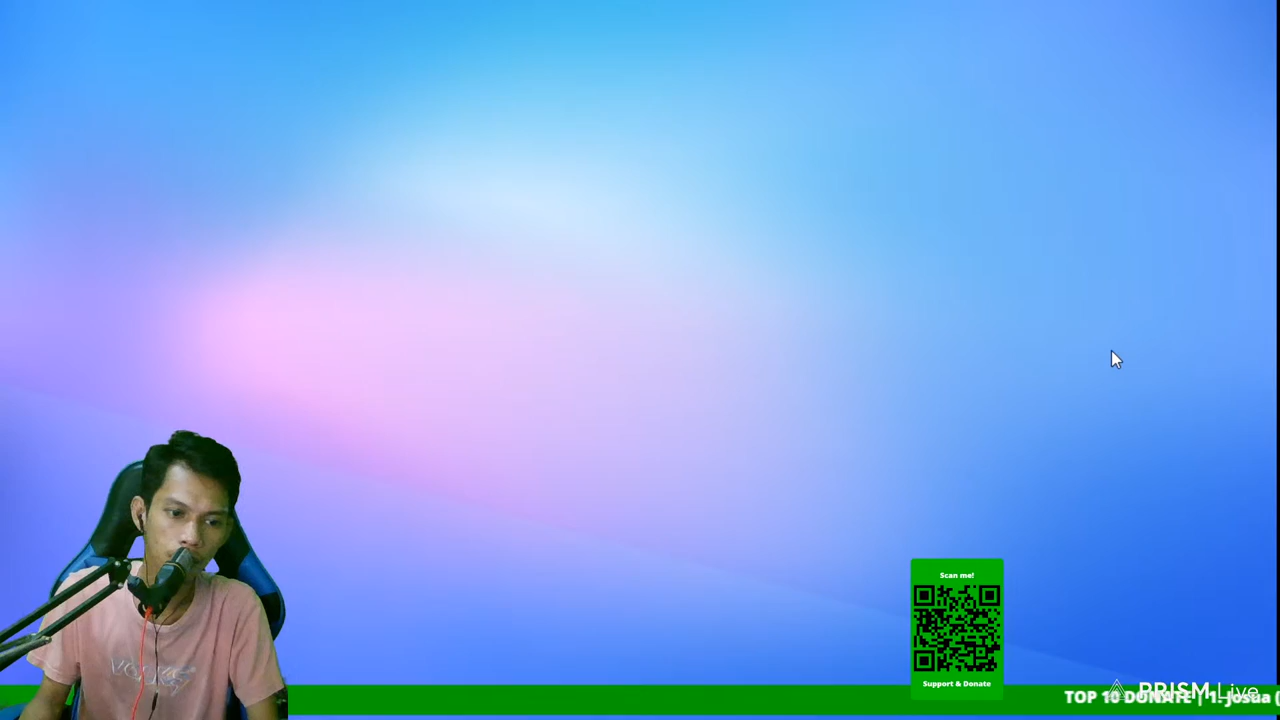 Scan me!
Support & Donate
TOP 10 DONATE | 1. Josua (
PRISM Live